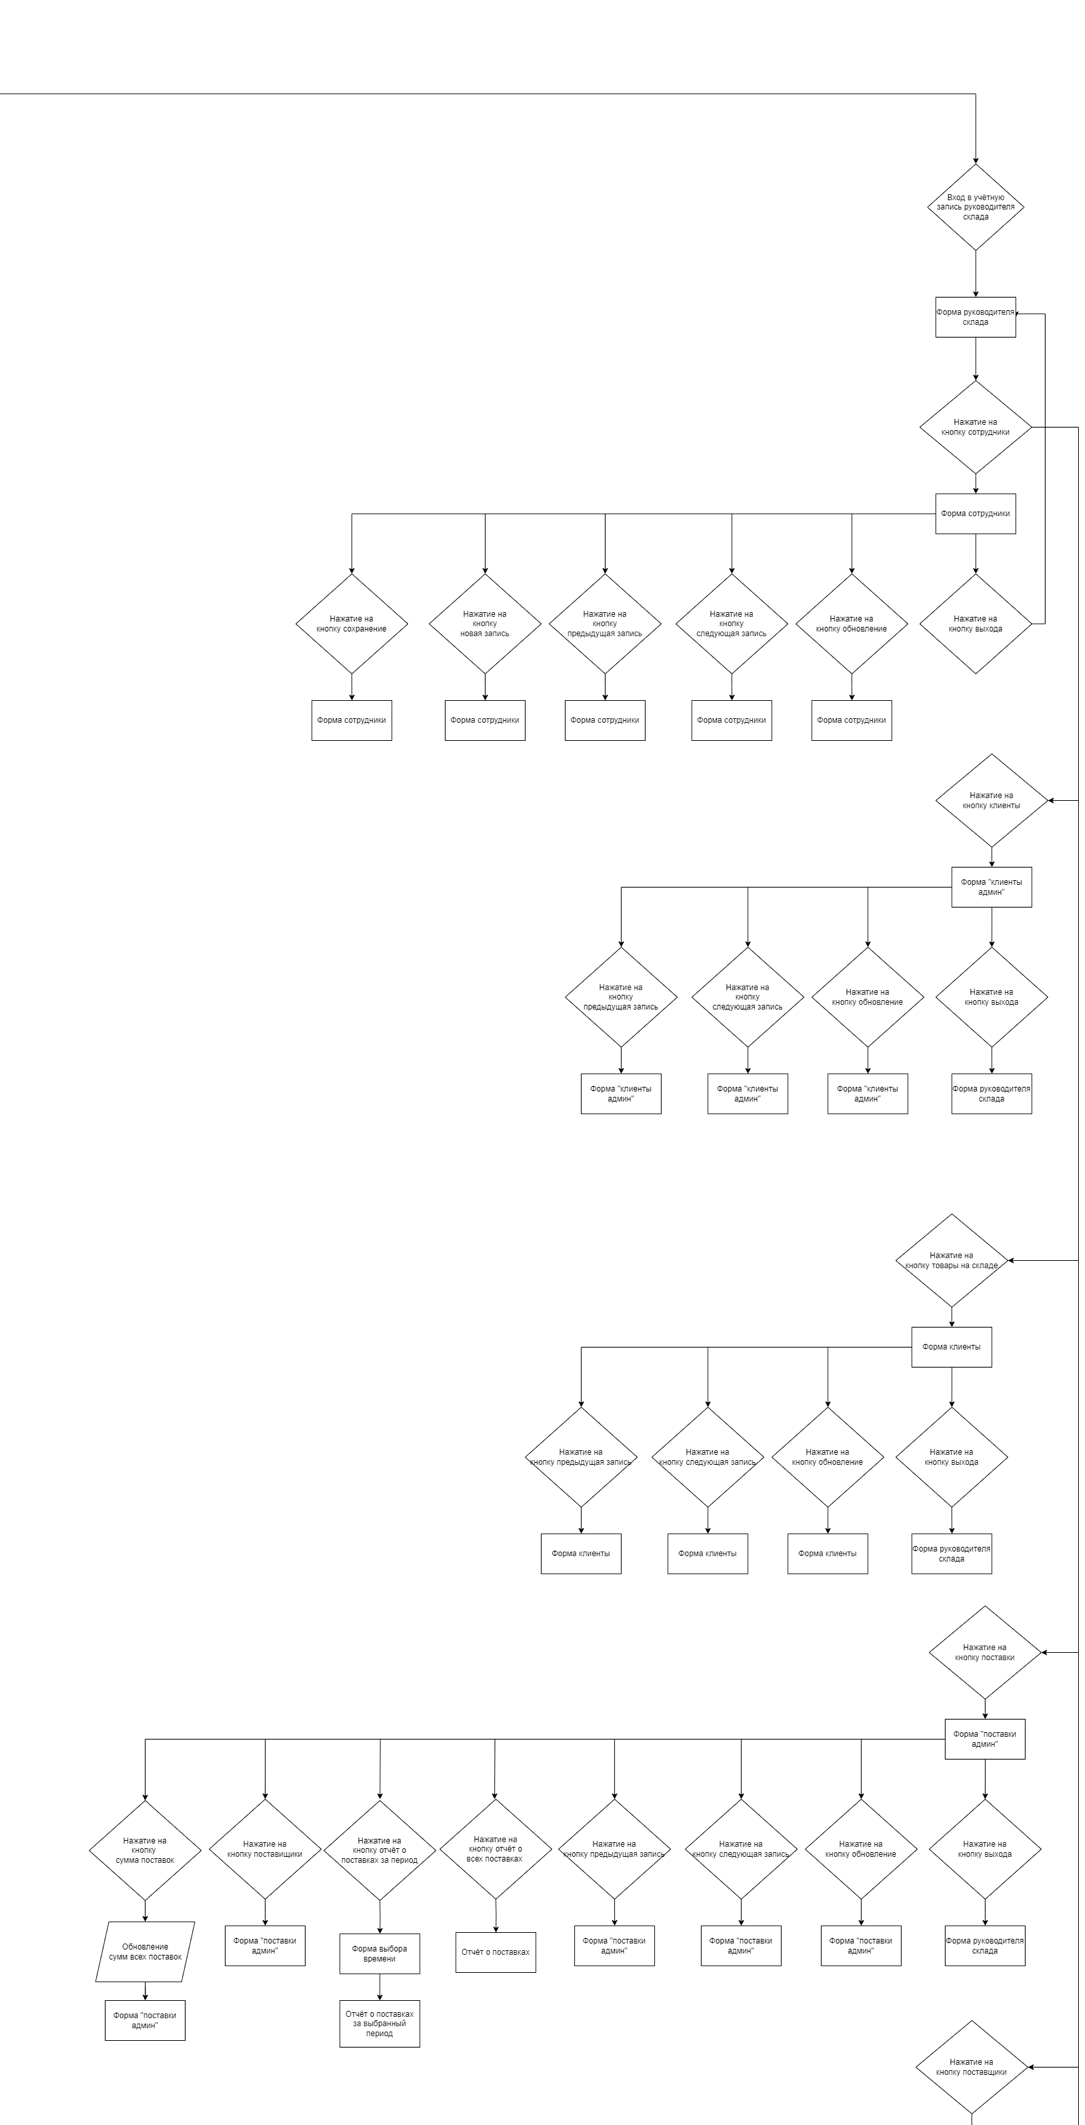 Вход в учётную
запись руководителя
склада
Форма руководителя
склада
Нажатие на
кнопку сотрудники
Форма сотрудники
Нажатие на
кнопку сохранение
Нажатие на
кнопку
новая запись
Нажатие на
кнопку
предыдущая запись
Нажатие на
кнопку
следующая запись
Нажатие на
кнопку обновление
Нажатие на
кнопку выхода
Форма сотрудники
Форма сотрудники
Форма сотрудники
Форма сотрудники
Форма сотрудники
Нажатие на
кнопку клиенты
Форма "клиенты
админ"
Нажатие на
кнопку
предыдущая запись
Нажатие на
кнопку
следующая запись
Нажатие на
кнопку обновление
Нажатие на
кнопку выхода
Форма "клиенты
админ"
Форма "клиенты
админ"
Форма "клиенты
админ"
Форма руководителя
склада
Нажатие на
кнопку товары на складе
Форма клиенты
Нажатие на
кнопку предыдущая запись
Нажатие на
кнопку следующая запись
Нажатие на
кнопку обновление
Нажатие на
кнопку выхода
Форма клиенты
Форма клиенты
Форма клиенты
Форма руководителя
склада
Нажатие на
кнопку поставки
Форма "поставки
админ"
Нажатие на
кнопку
сумма поставок
Нажатие на
кнопку поставищики
Нажатие на
кнопку отчёт о
поставках за период
Нажатие на
кнопку отчёт о
всех поставках
Нажатие на
кнопку предыдущая запись
Нажатие на
кнопку следующая запись
Нажатие на
кнопку обновление
Нажатие на
кнопку выхода
Обновление
сумм всех поставок
Форма "поставки
админ"
Форма выбора
времени
Отчёт о поставках
Форма "поставки
админ"
Форма "поставки
админ"
Форма "поставки
админ"
Форма руководителя
склада
Форма "поставки
админ"
Отчёт о поставках
за выбранный
период
Нажатие на
кнопку поставщики